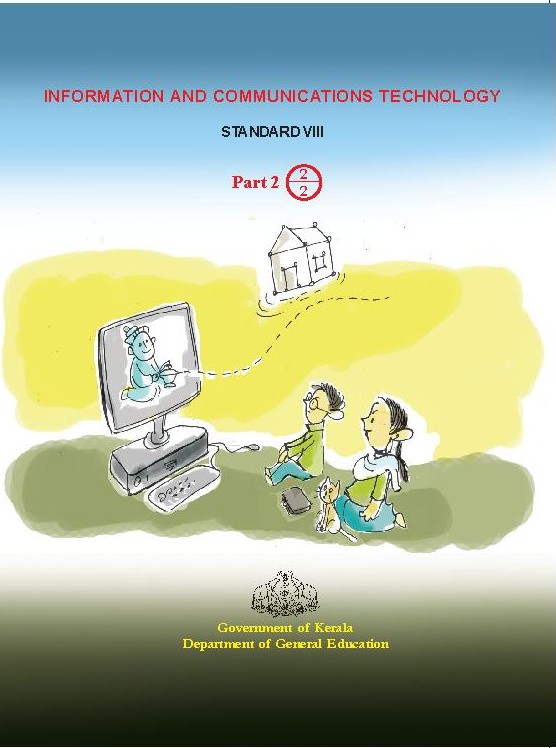 INFORMATION AND COMMUNICATIONS TECHNOLOGY
STANDARD VIII
Part 2 2/2
Government of Kerala
Department of General Education